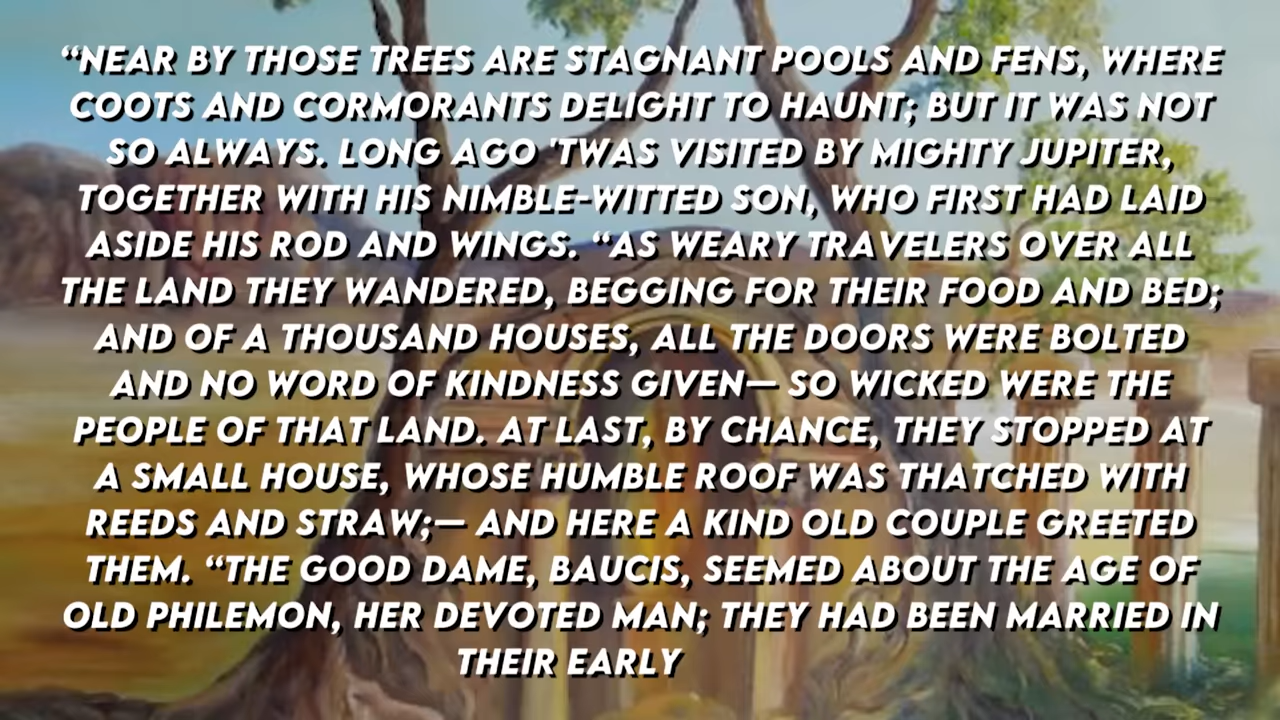 “NEAR BY THOSE TREES ARE STAGNANT POOLS AND FENS, WHERE
COOTS AND CORMORANTS DELIGHT TO HAUNT; BUT IT WAS NOT
SO ALWAYS. LONG AGO 'TWAS VISITED BY MIGHTY JUPITER,
TOGETHER WITH HIS NIMBLE-WITTED SON, WHO FIRST HAD LAID
ASIDE HIS ROD AND WINGS. “AS WEARY TRAVELERS OVER ALL
THE LAND THEY WANDERED, BEGGING FOR THEIR FOOD AND BED;
AND OF A THOUSAND HOUSES, ALL THE DOORS WERE BOLTED
AND NO WORD OF KINDNESS GIVEN— SO WICKED WERE THE
PEOPLE OF THAT LAND. AT LAST, BY CHANCE, THEY STOPPED AT
A SMALL HOUSE, WHOSE HUMBLE ROOF WAS THATCHED WITH
REEDS AND STRAW;— AND HERE A KIND OLD COUPLE GREETED
THEM. “THE GOOD DAME, BAUCIS, SEEMED ABOUT THE AGE OF
OLD PHILEMON, HER DEVOTED MAN; THEY HAD BEEN MARRIED IN
THEIR EARLY